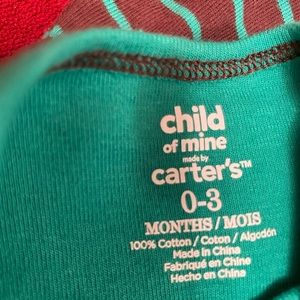 child
of mine
made by
carter's™
0-3
MONTHS / MOIS
100% Cotton / Coton / Algodón
Made in China
Fabriqué en Chine
Hecho en China